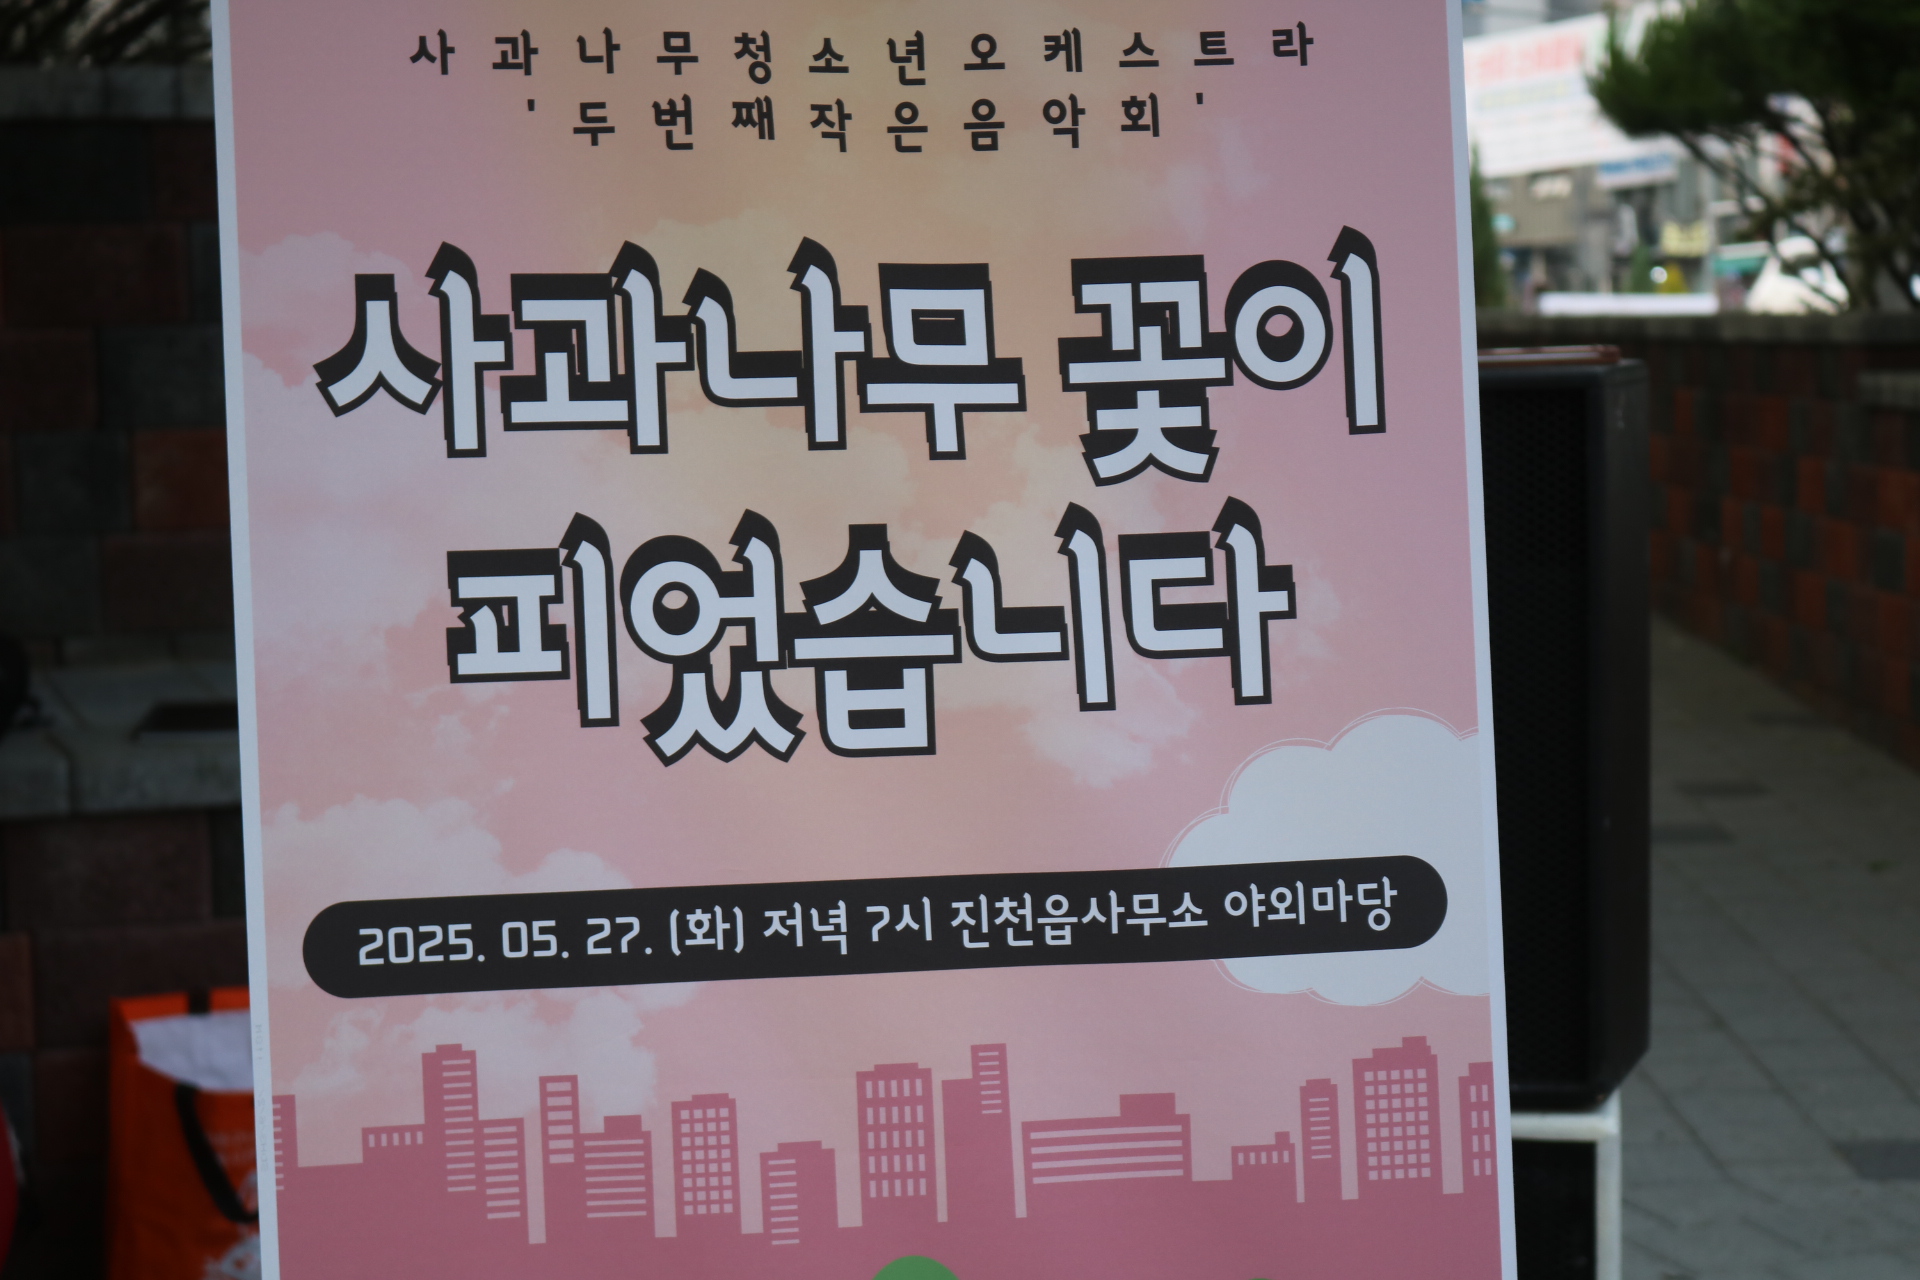 사과나무청소년오케스트라
'두번째작은음악회'
사과나무 꽃이
피었습니다
2025. 05. 27. (화) 저녁 7시 진천읍사무소 야외마당